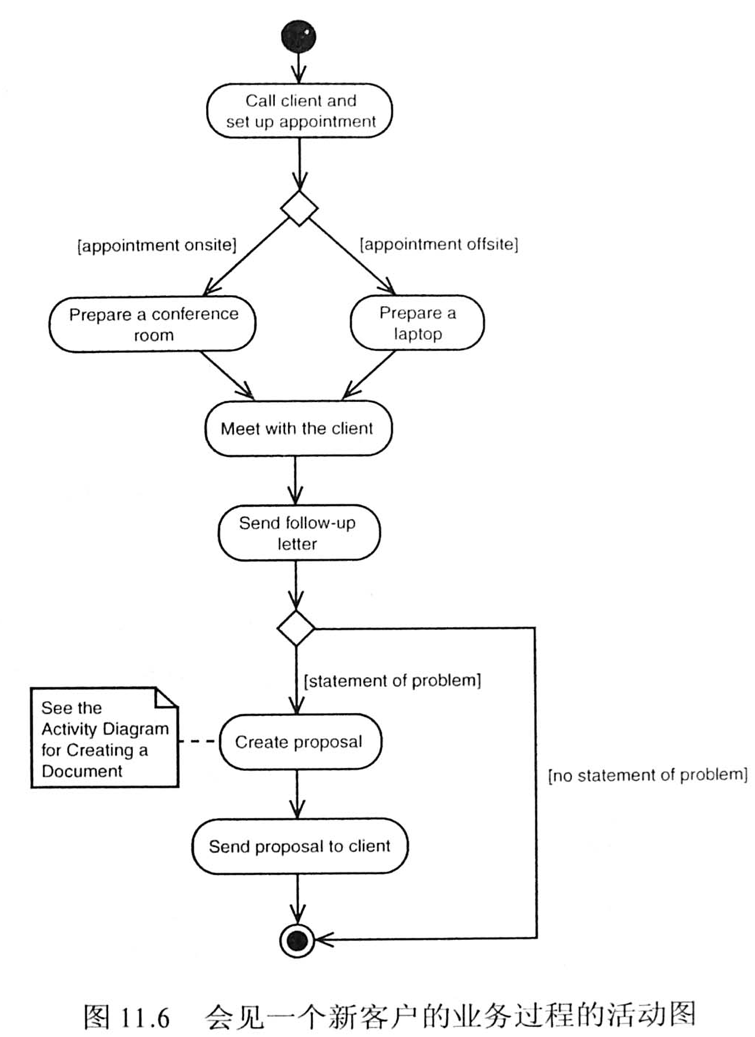 Call client and
set up appointment
[appointment onsite]
[appointment offsite]
Prepare a conference
room
Prepare a
laptop
Meet with the client
Send follow-up
letter
[statement of problem]
See the
Activity Diagram
for Creating a
Document
Create proposal
[no statement of problem]
Send proposal to client
图 11.6 会见一个新客户的业务过程的活动图